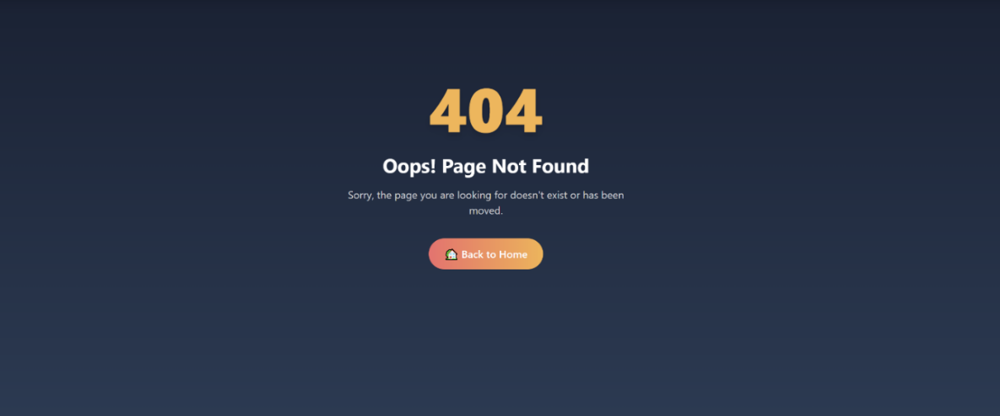 404
Oops! Page Not Found
Sorry, the page you are looking for doesn't exist or has been
moved.
🏠 Back to Home